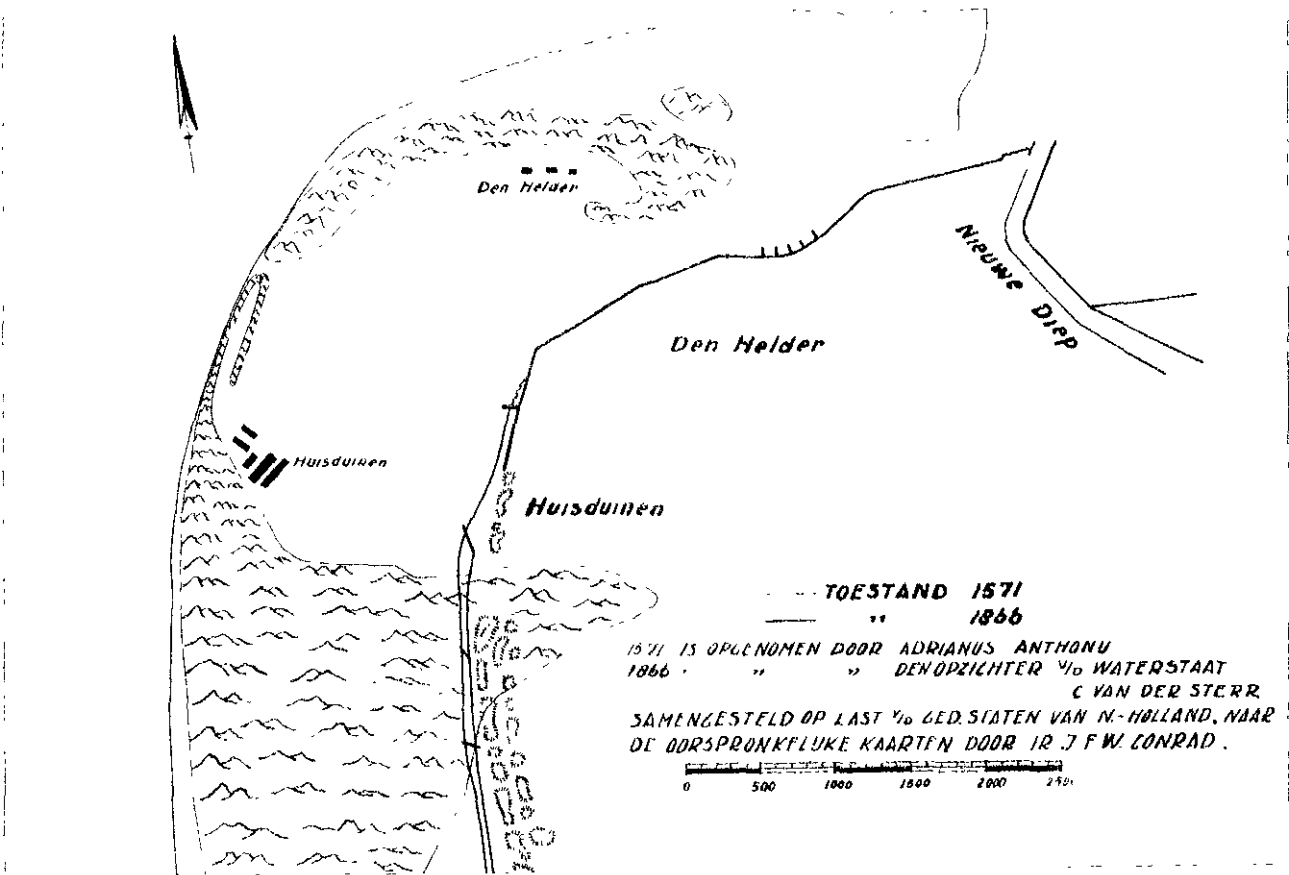 Den Helder
NIEUWE DIEP
Den Helder
Huisduinen
Huisduinen
TOESTAND 1571
" 1866
1571 IS OPGENOMEN DOOR ADRIANUS ANTHONU
1866 " " DEN OPZICHTER V/D WATERSTAAT
C VAN DER STERR
SAMENGESTELD OP LAST V/D GED. STATEN VAN N.-HOLLAND, NAAR
DE OORSPRONKELIJKE KAARTEN DOOR IR. J F W. CONRAD.
0 500 1000 1500 2000 2500